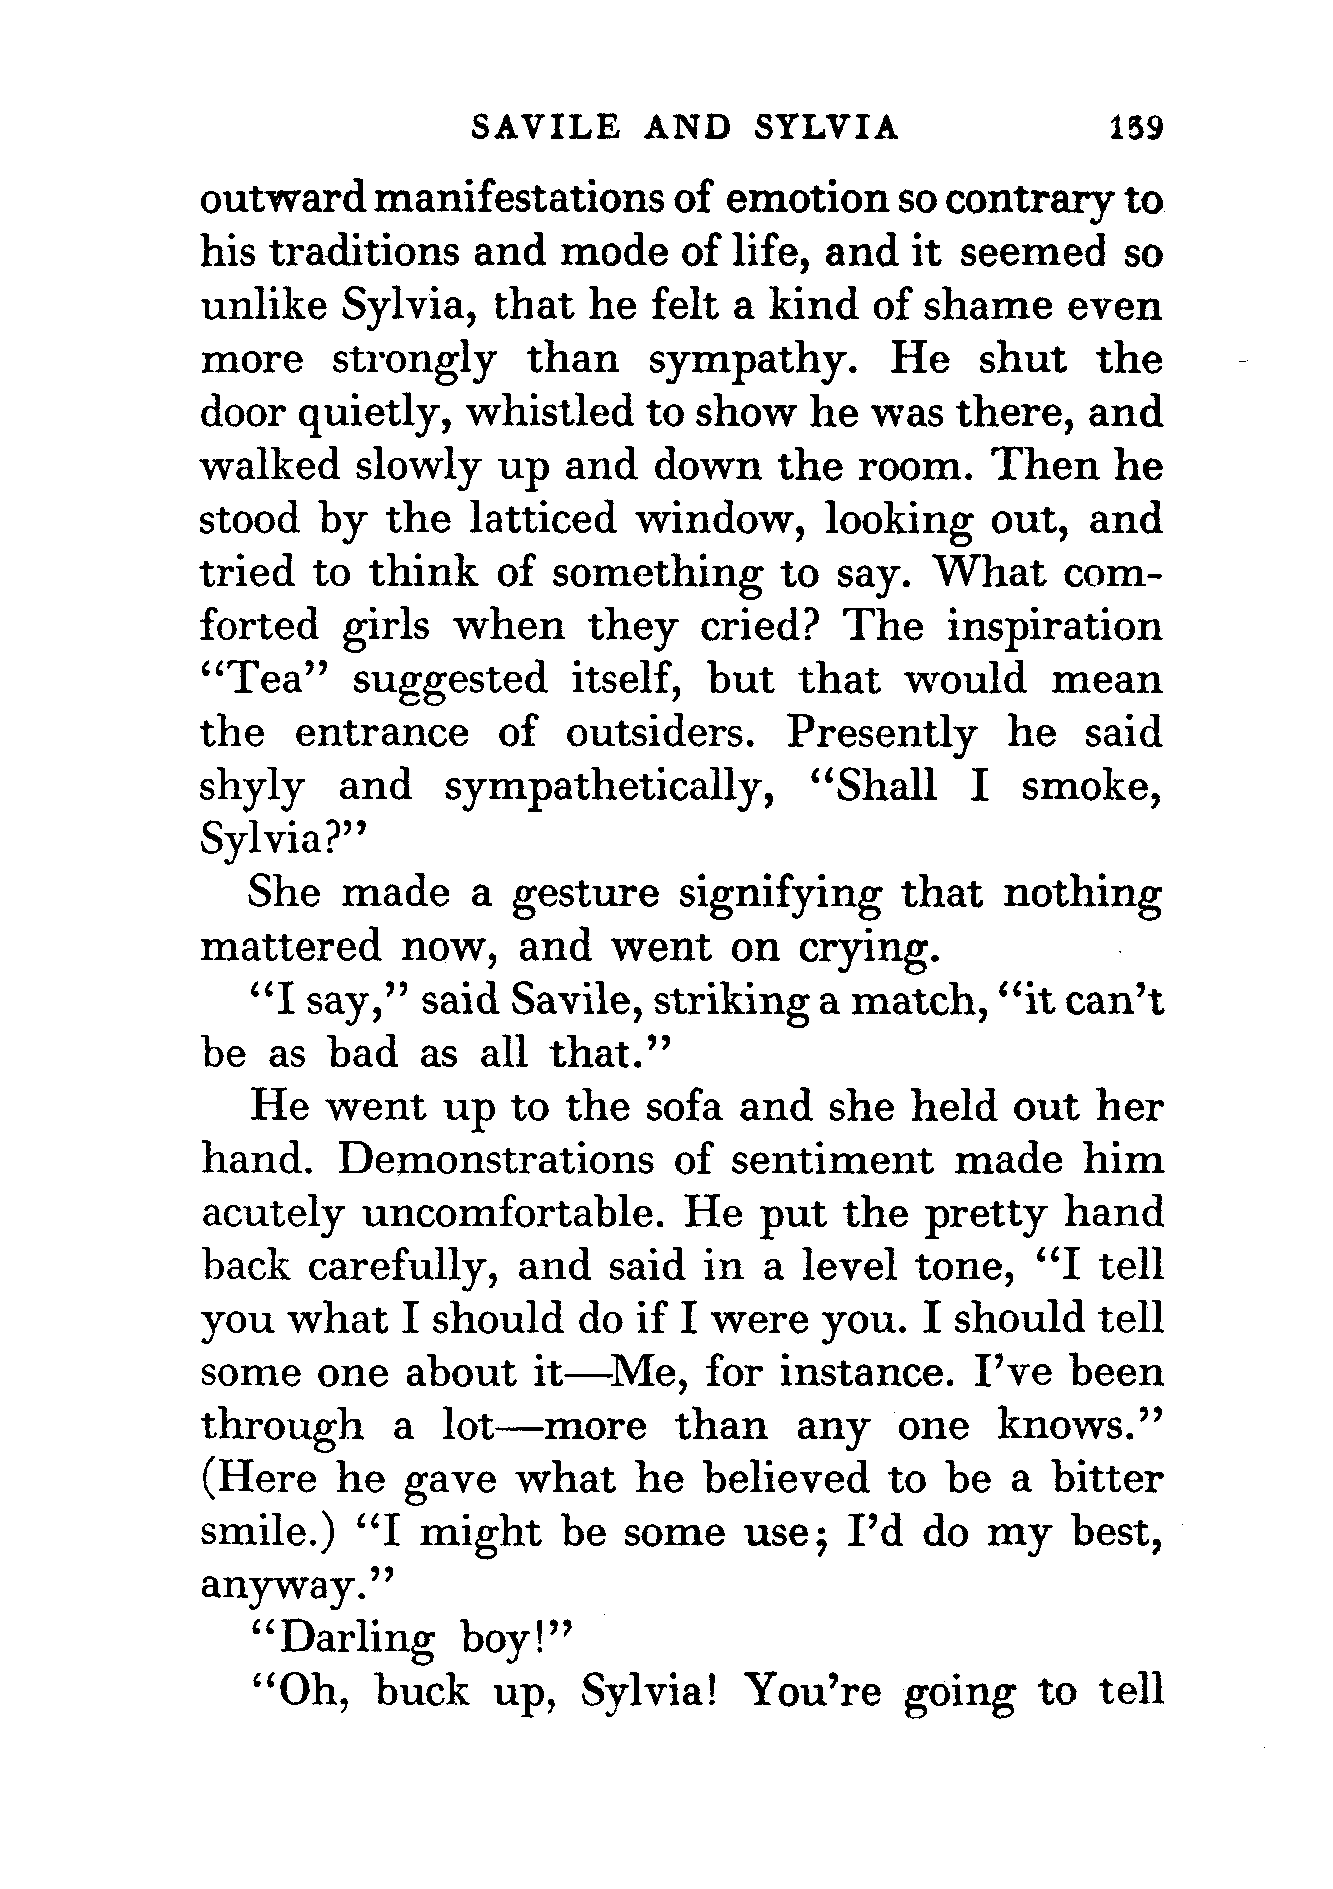 SAVILE AND SYLVIA 139
outward manifestations of emotion so contrary to
his traditions and mode of life, and it seemed so
unlike Sylvia, that he felt a kind of shame even
more strongly than sympathy. He shut the
door quietly, whistled to show he was there, and
walked slowly up and down the room. Then he
stood by the latticed window, looking out, and
tried to think of something to say. What com-
forted girls when they cried? The inspiration
“Tea” suggested itself, but that would mean
the entrance of outsiders. Presently he said
shyly and sympathetically, “Shall I smoke,
Sylvia?”
She made a gesture signifying that nothing
mattered now, and went on crying.
“I say,” said Savile, striking a match, “it can’t
be as bad as all that.”
He went up to the sofa and she held out her
hand. Demonstrations of sentiment made him
acutely uncomfortable. He put the pretty hand
back carefully, and said in a level tone, “I tell
you what I should do if I were you. I should tell
some one about it—Me, for instance. I’ve been
through a lot—more than any one knows.”
(Here he gave what he believed to be a bitter
smile.) “I might be some use; I’d do my best,
anyway.”
“Darling boy!”
“Oh, buck up, Sylvia! You’re going to tell